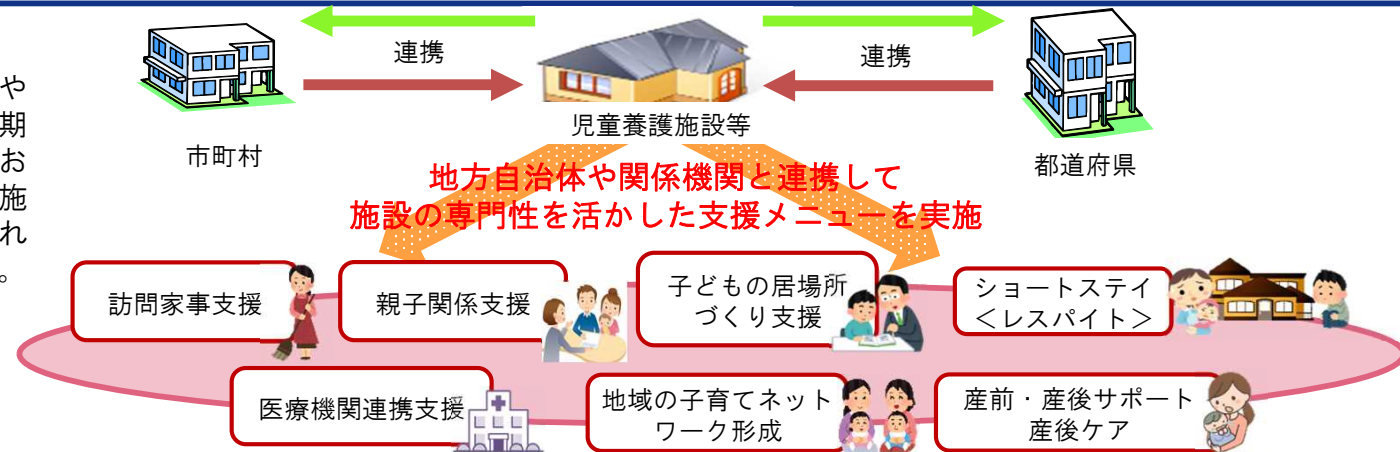 や
期
お
施
れ
。
連携
連携
児童養護施設等
市町村
都道府県
地方自治体や関係機関と連携して
施設の専門性を活かした支援メニューを実施
訪問家事支援
親子関係支援
子どもの居場所
づくり支援
ショートステイ
＜レスパイト＞
医療機関連携支援
地域の子育てネット
ワーク形成
産前・産後サポート
産後ケア